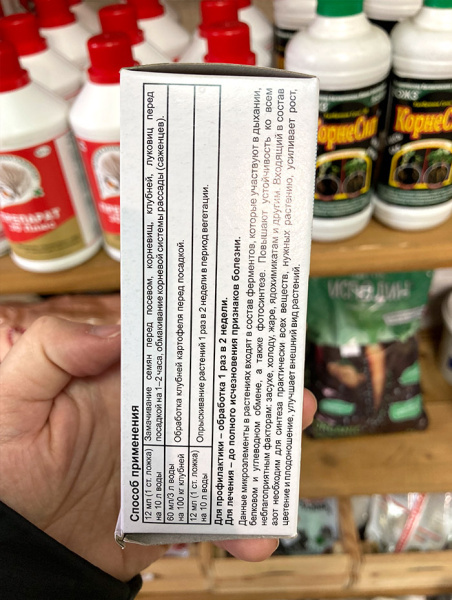 Способ применения
12 мл (1 ст. ложка) на 10 л воды
Замачивание семян перед посевом, корневищ, клубней, луковиц перед
посадкой на 1–2 часа, обмакивание корневой системы рассады (саженцев).
60 мл/3 л воды на 100 кг клубней
Обработка клубней картофеля перед посадкой.
12 мл (1 ст. ложка) на 10 л воды
Опрыскивание растений 1 раз в 2 недели в период вегетации.
Для профилактики – обработка 1 раз в 2 недели.
Для лечения – до полного исчезновения признаков болезни.
Данные микроэлементы в растениях входят в состав ферментов, которые участвуют в дыхании,
белковом и углеводном обмене, а также фотосинтезе. Повышают устойчивость ко всем
неблагоприятным факторам: засухе, холоду, жаре, ядохимикатам и другим. Входящий в состав
азот необходим для синтеза практически всех веществ, нужных растению, усиливает рост,
цветение и плодоношение, улучшает внешний вид растений.
КорнеСил
КорнеСи